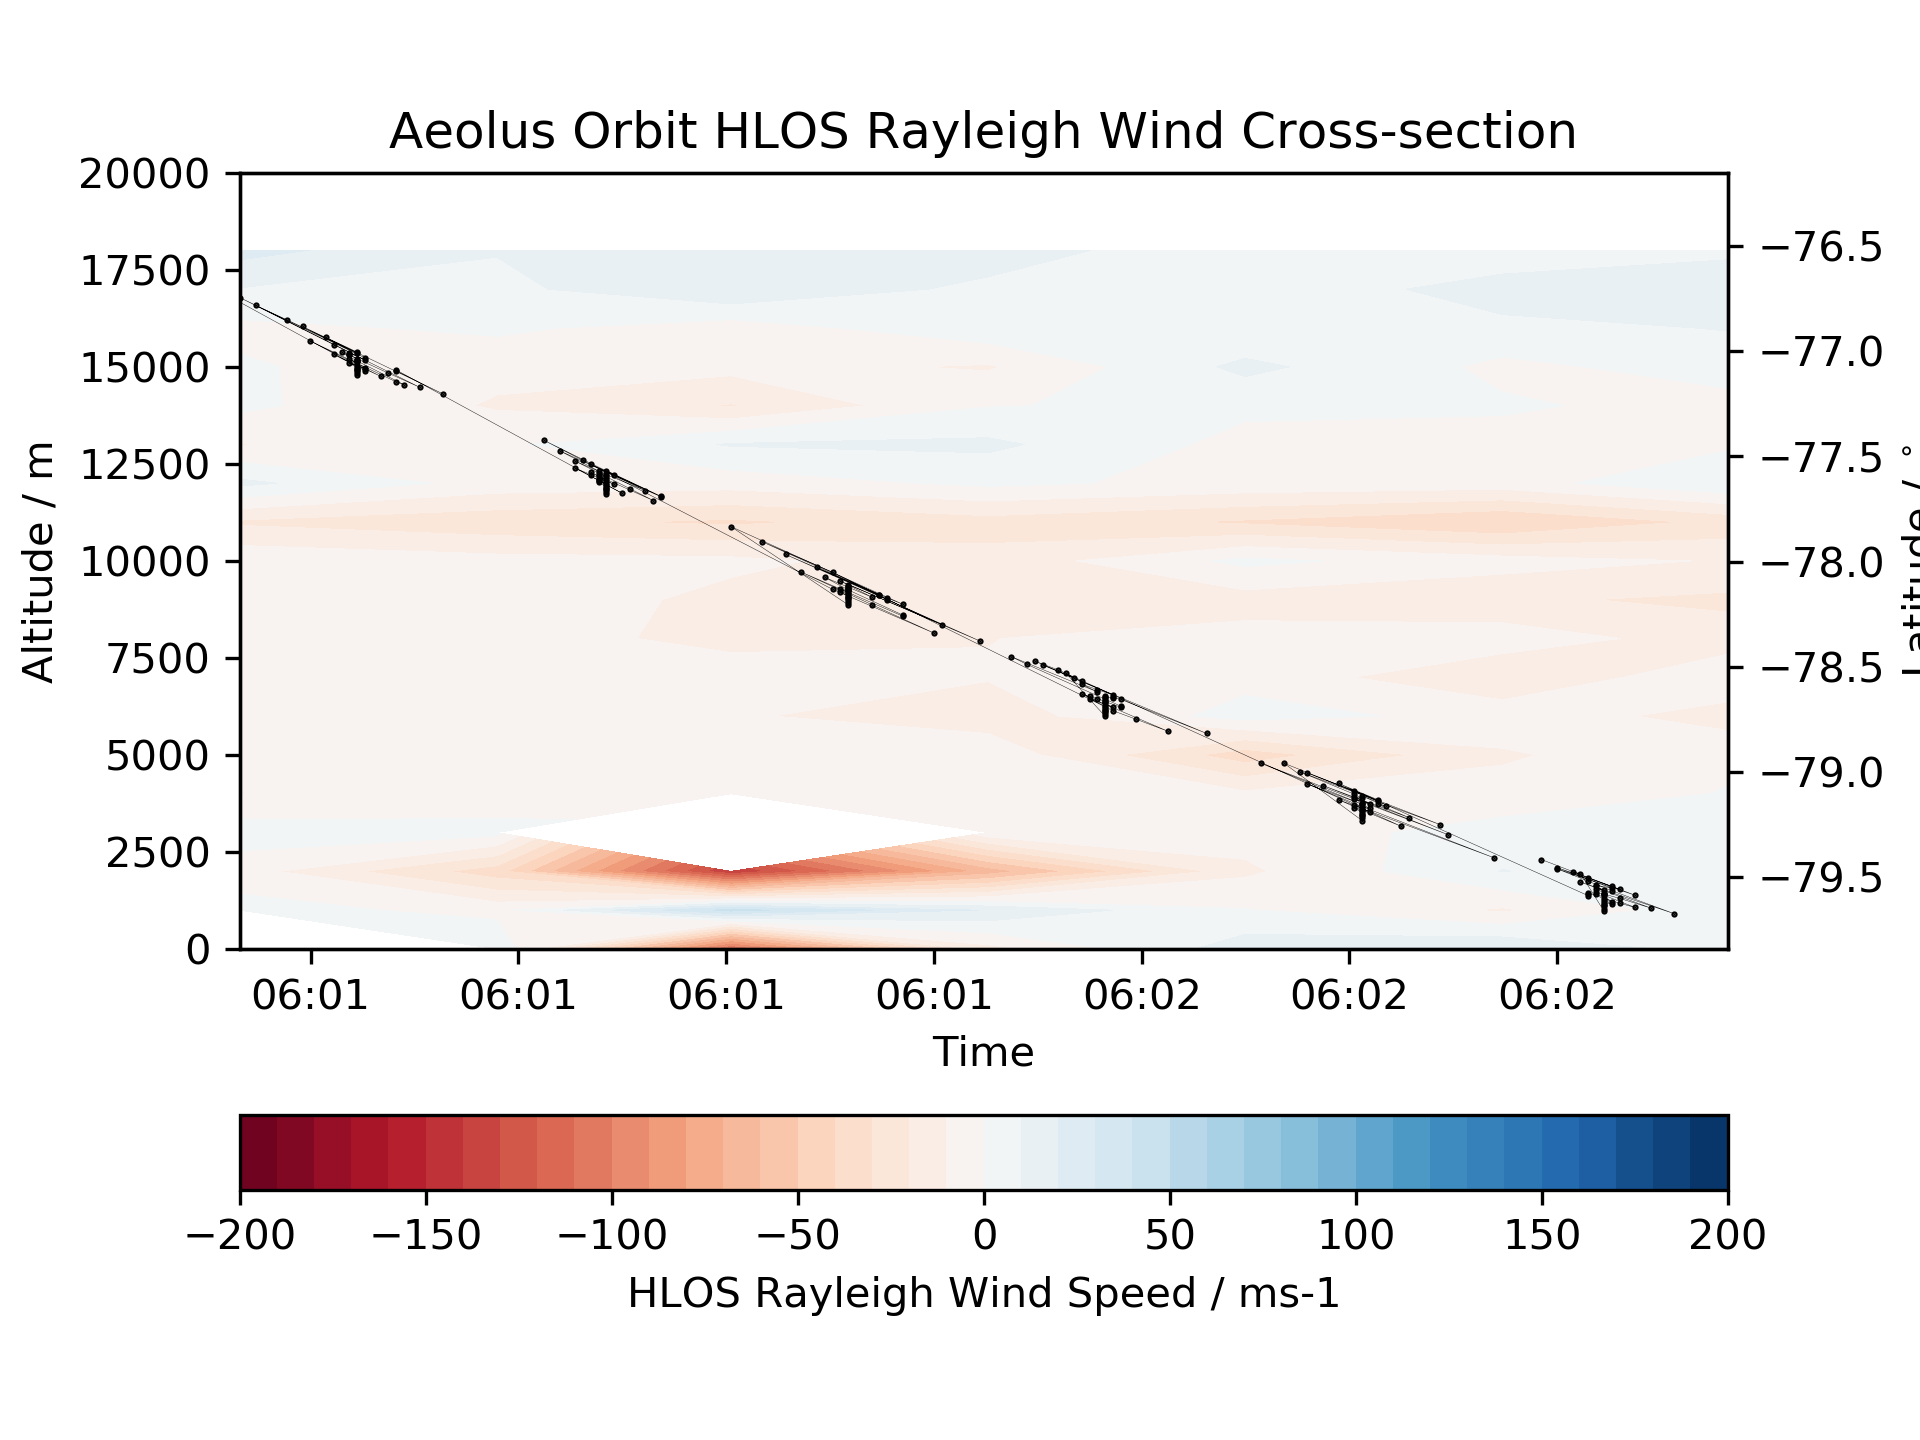 Aeolus Orbit HLOS Rayleigh Wind Cross-section
20000
17500
15000
12500
10000
7500
5000
2500
0
Altitude / m
−76.5
−77.0
−77.5
−78.0
−78.5
−79.0
−79.5
Latitude / °
06:01 06:01 06:01 06:01 06:02 06:02 06:02
Time
−200 −150 −100 −50 0 50 100 150 200
HLOS Rayleigh Wind Speed / ms-1